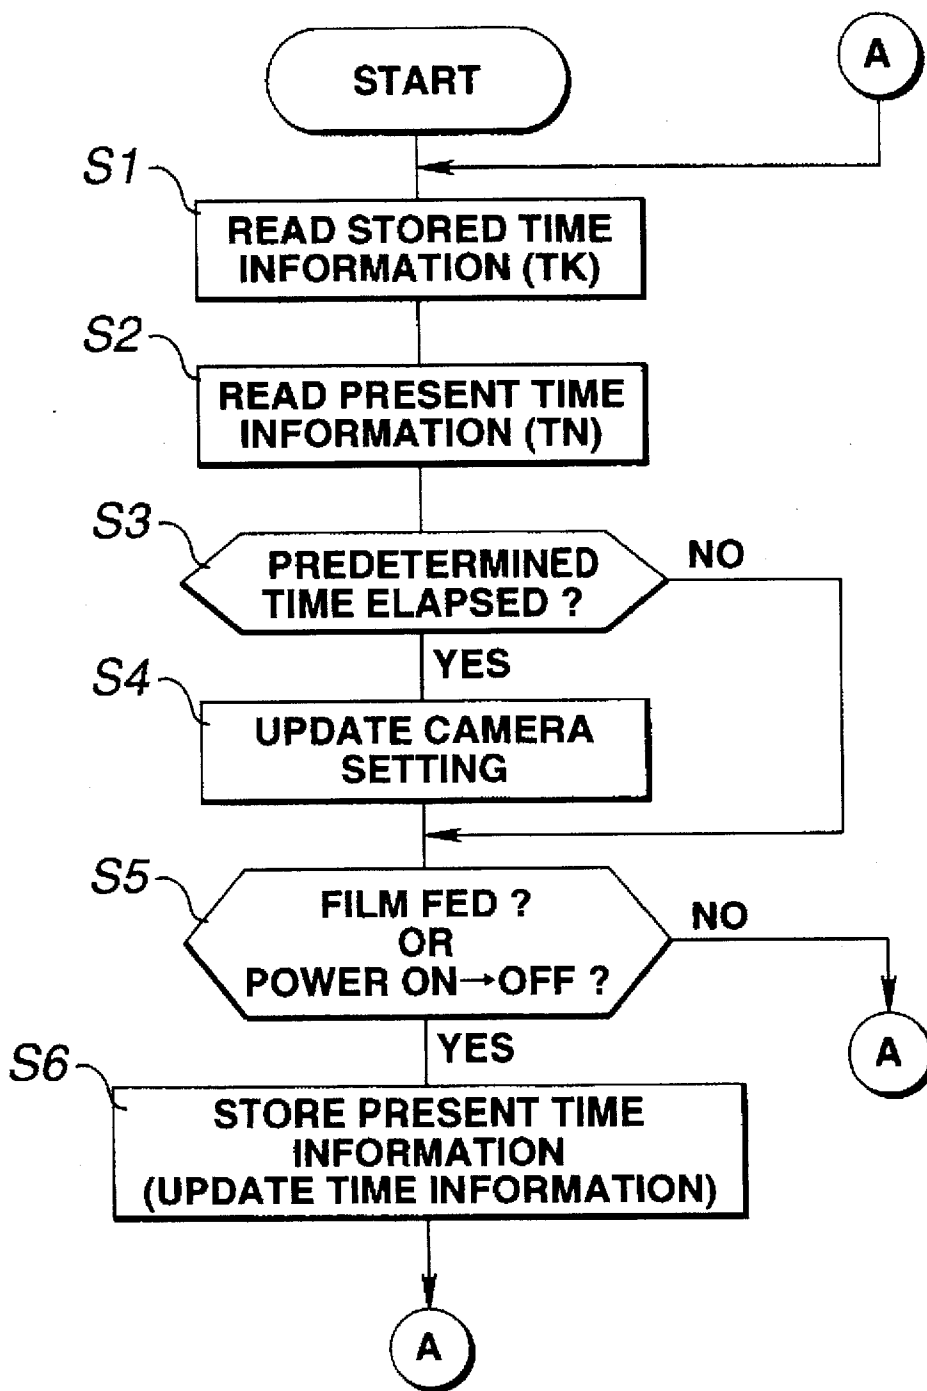 START
A
S1
READ STORED TIME
INFORMATION (TK)
S2
READ PRESENT TIME
INFORMATION (TN)
S3
PREDETERMINED
TIME ELAPSED ?
NO
YES
S4
UPDATE CAMERA
SETTING
S5
FILM FED ?
OR
POWER ON→OFF ?
NO
A
YES
S6
STORE PRESENT TIME
INFORMATION
(UPDATE TIME INFORMATION)
A